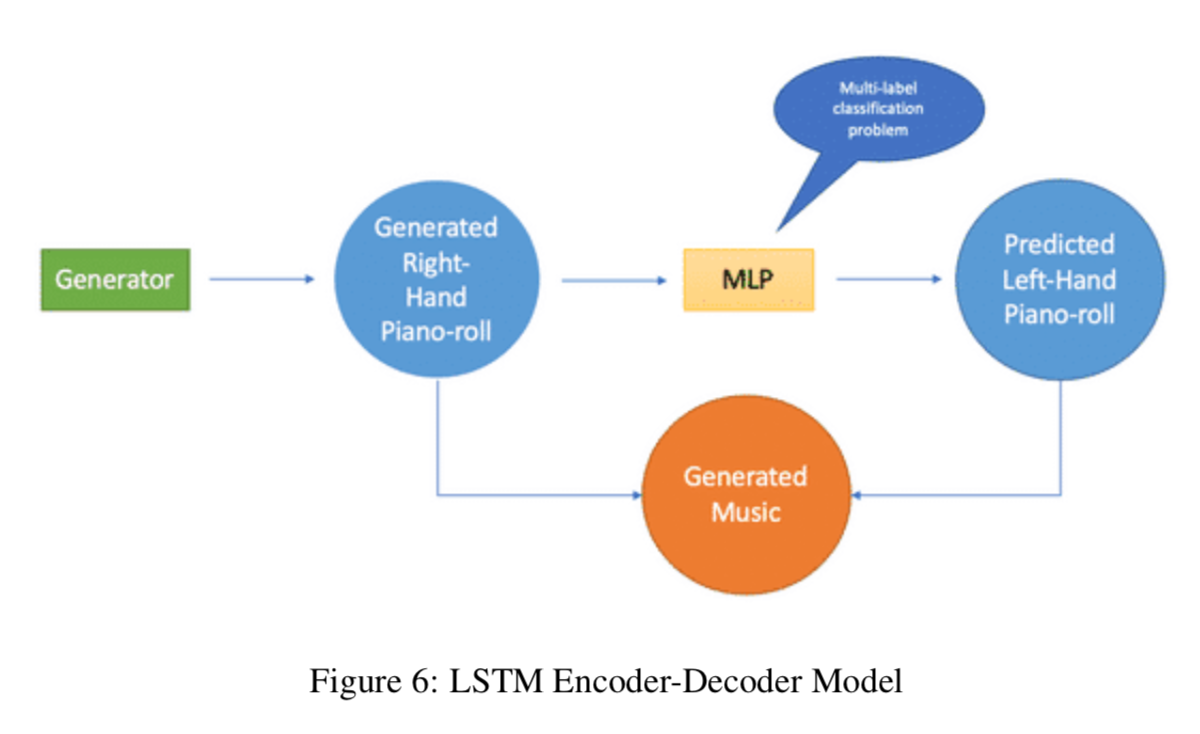 Multi-label
classification
problem
Generator
Generated
Right-
Hand
Piano-roll
MLP
Predicted
Left-Hand
Piano-roll
Generated
Music
Figure 6: LSTM Encoder-Decoder Model